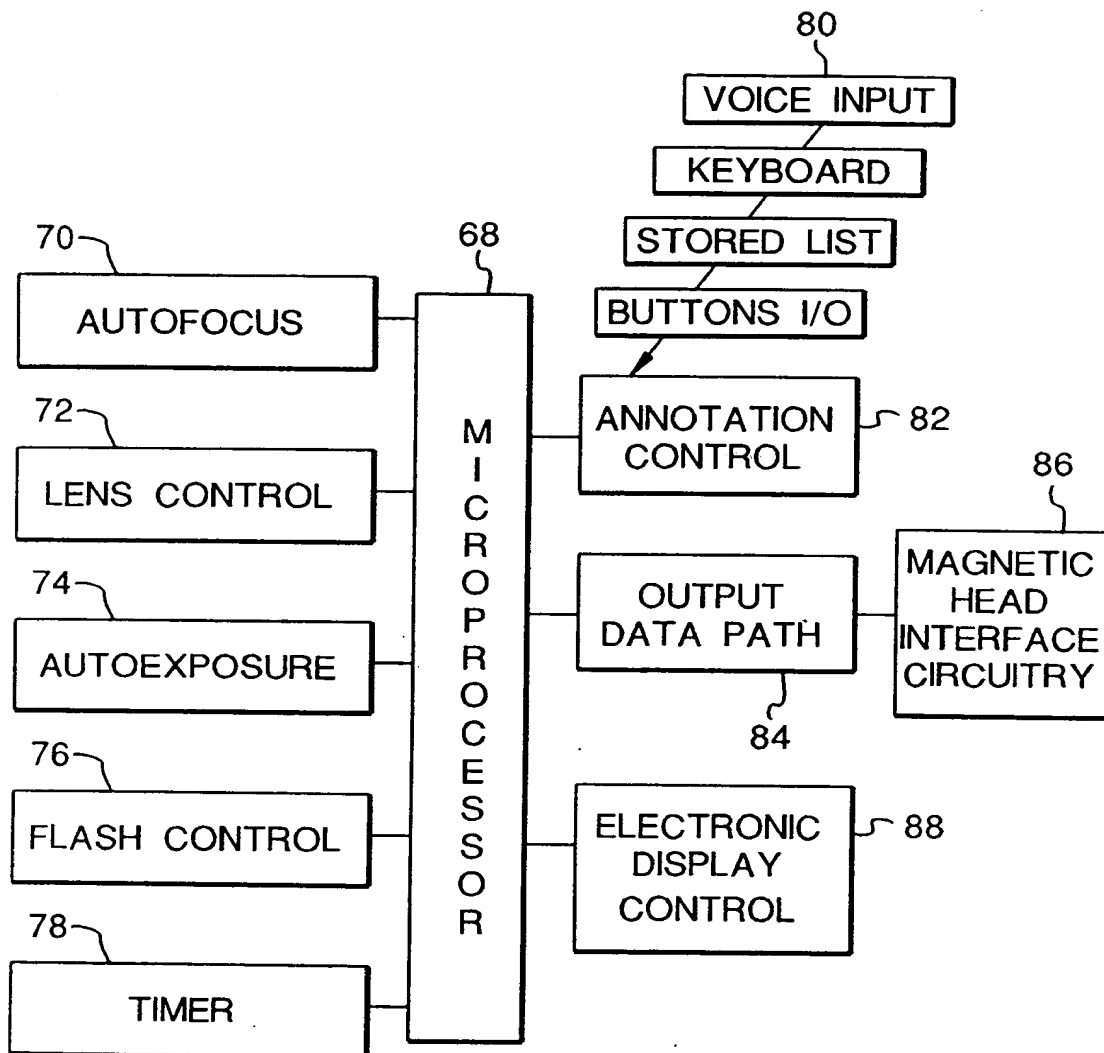 80
VOICE INPUT
KEYBOARD
STORED LIST
BUTTONS I/O
70
AUTOFOCUS
68
MICROPROCESSOR
72
LENS CONTROL
ANNOTATION
CONTROL
82
74
AUTOEXPOSURE
OUTPUT
DATA PATH
84
86
MAGNETIC
HEAD
INTERFACE
CIRCUITRY
76
FLASH CONTROL
ELECTRONIC
DISPLAY
CONTROL
88
78
TIMER